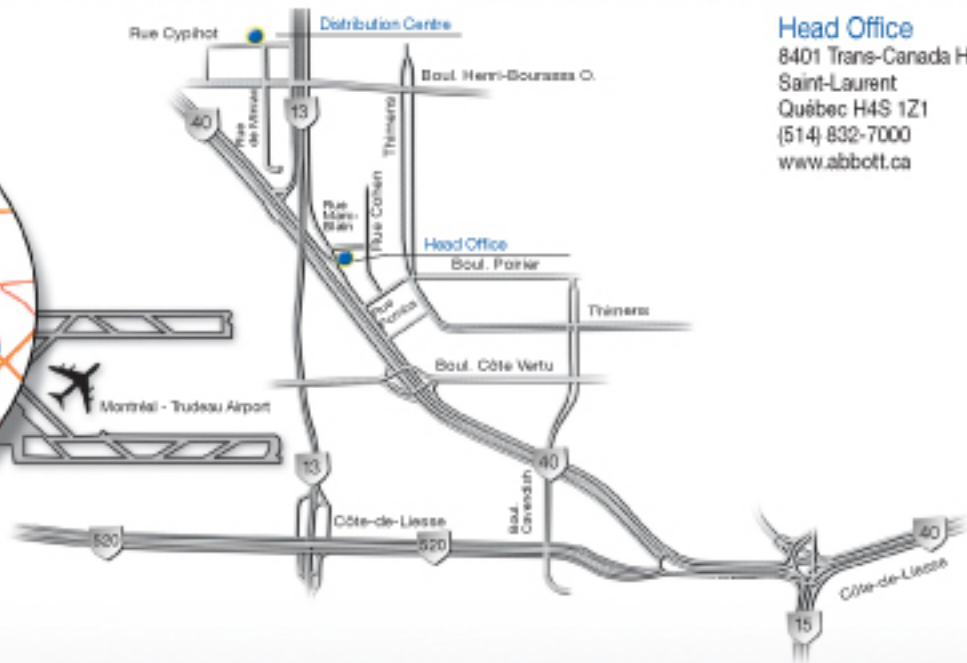 Head Office
8401 Trans-Canada H
Saint-Laurent
Québec H4S 1Z1
(514) 832-7000
www.abbott.ca
Rue Cypihot
Distribution Centre
Boul. Henri-Bourassa O.
40
13
Thimens
Rue Cohen
Head Office
Boul. Poirier
Thimens
Boul. Côte Vertu
Montréal - Trudeau Airport
13
40
Boul. Cavendish
Côte-de-Liesse
520
520
40
Côte-de-Liesse
15